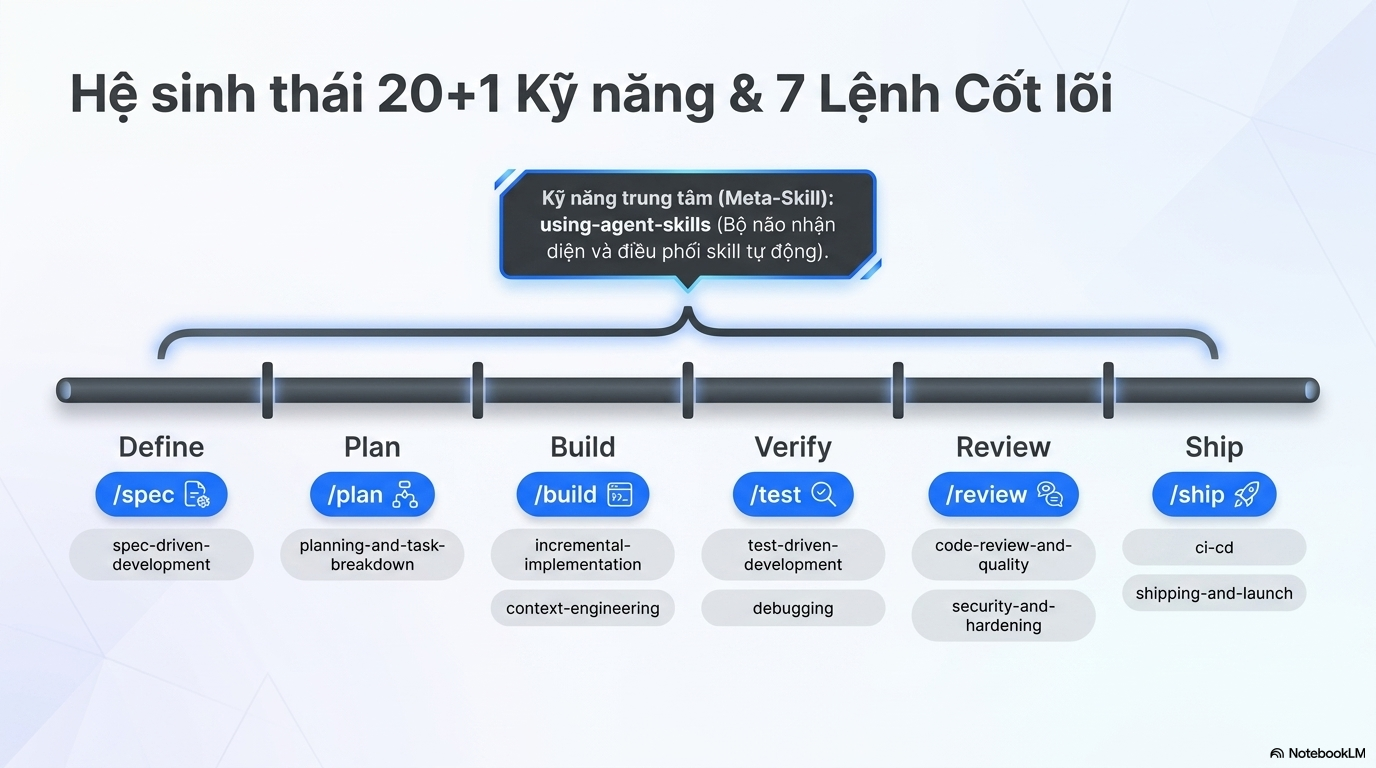 Hệ sinh thái 20+1 Kỹ năng & 7 Lệnh Cốt lõi
Kỹ năng trung tâm (Meta-Skill):
using-agent-skills (Bộ não nhận
diện và điều phối skill tự động).
Define
/spec
spec-driven-
development
Plan
/plan
planning-and-task-
breakdown
Build
/build
incremental-
implementation
context-engineering
Verify
/test
test-driven-
development
debugging
Review
/review
code-review-and-
quality
security-and-
hardening
Ship
/ship
ci-cd
shipping-and-launch
NotebookLM